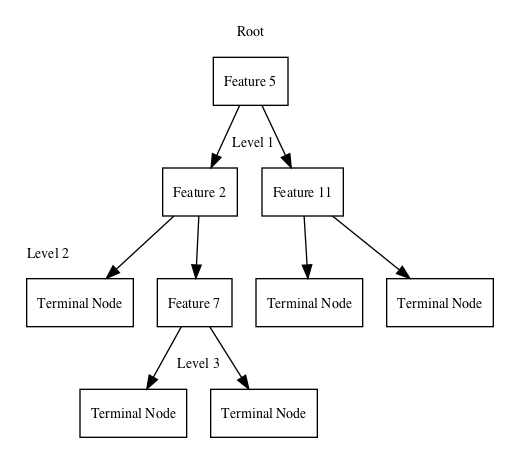 Root
Feature 5
Level 1
Feature 2
Feature 11
Level 2
Terminal Node
Feature 7
Terminal Node
Terminal Node
Level 3
Terminal Node
Terminal Node